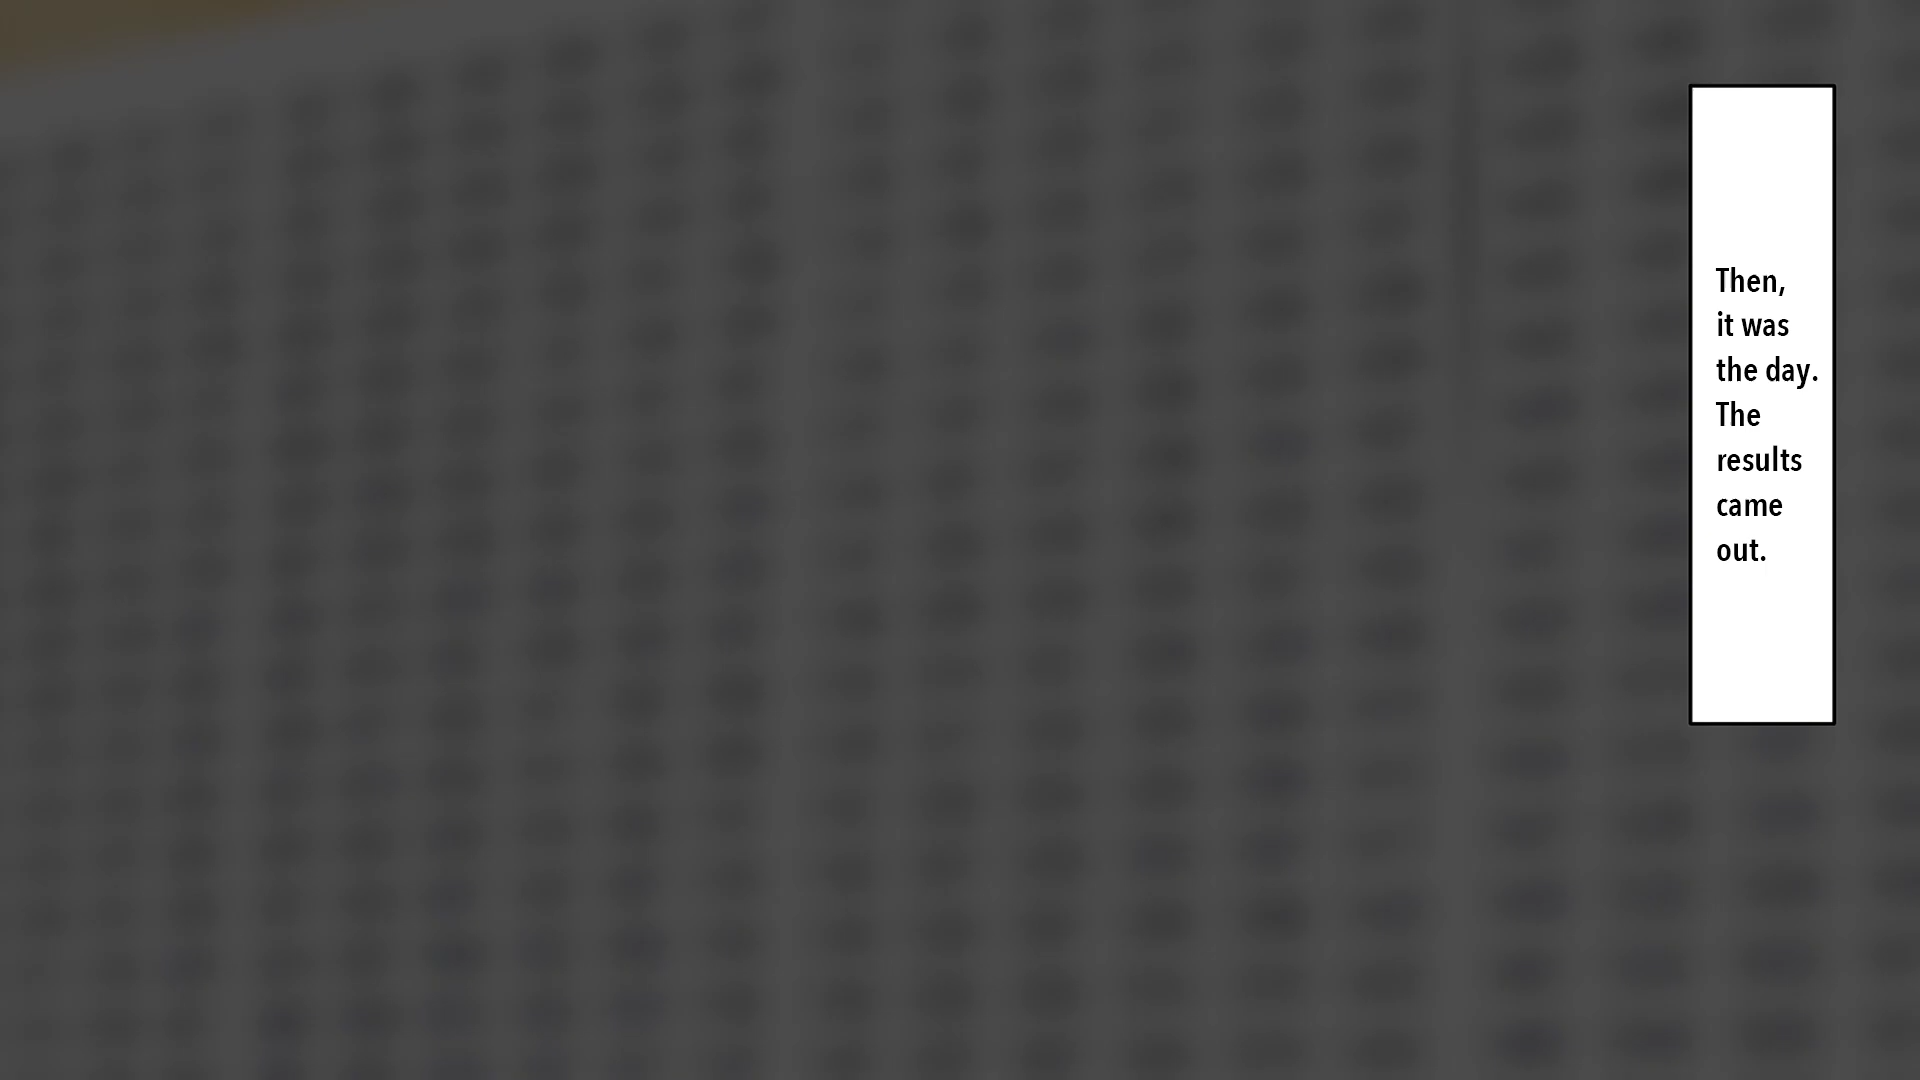 Then,
it was
the day.
The
results
came
out.